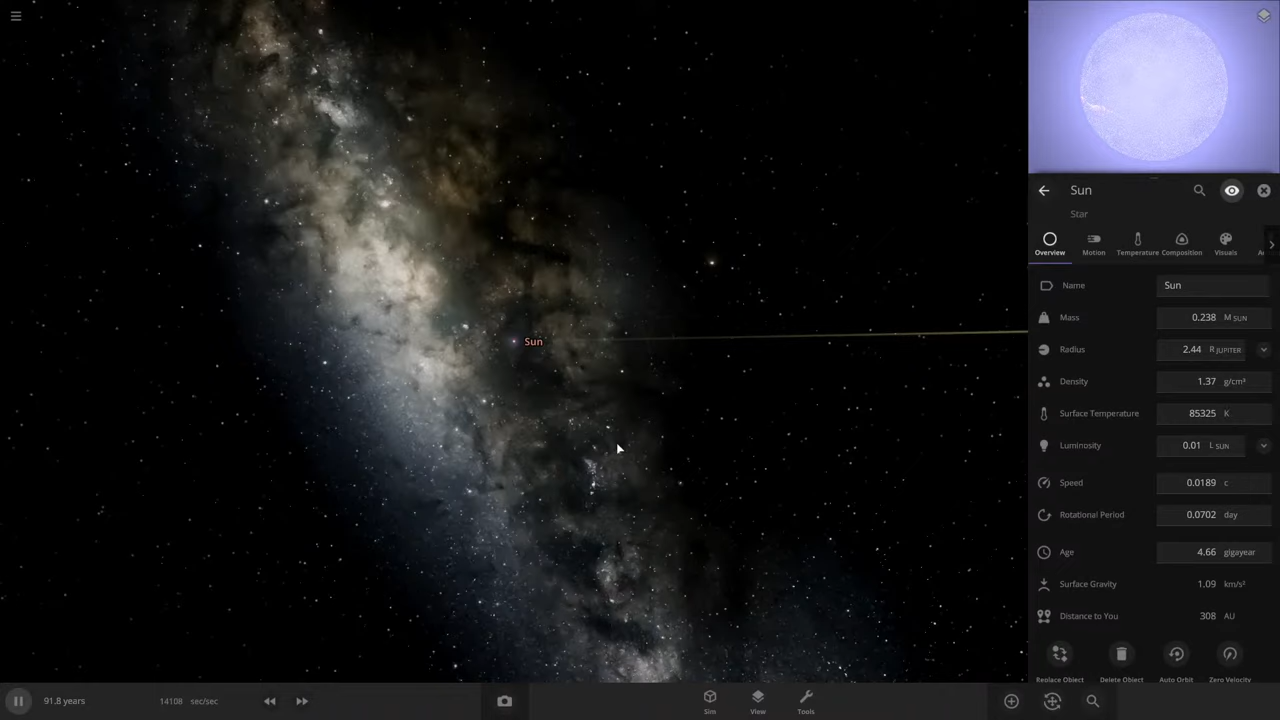 Sun
Star
Overview
Motion
Temperature
Composition
Visuals
Name
Sun
Mass
0.238 M SUN
Radius
2.44 R JUPITER
Density
1.37 g/cm³
Surface Temperature
85325 K
Luminosity
0.01 L SUN
Speed
0.0189 c
Rotational Period
0.0702 day
Age
4.66 gigayear
Surface Gravity
1.09 km/s²
Distance to You
308 AU
Replace Object
Delete Object
Auto Orbit
Zero Velocity
Sun
91.8 years
14108 sec/sec
Sim
View
Tools